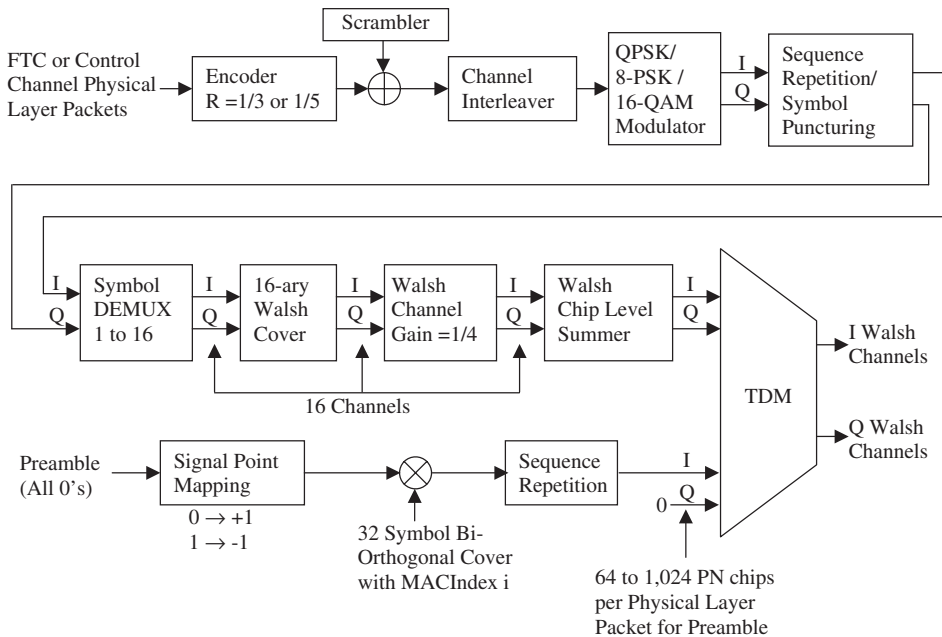 Scrambler
FTC or Control
Channel Physical
Layer Packets
Encoder
R =1/3 or 1/5
Channel
Interleaver
QPSK/
8-PSK /
16-QAM
Modulator
I
Q
Sequence
Repetition/
Symbol
Puncturing
I
Q
Symbol
DEMUX
1 to 16
I
Q
16-ary
Walsh
Cover
I
Q
Walsh
Channel
Gain =1/4
I
Q
Walsh
Chip Level
Summer
I
Q
16 Channels
TDM
I Walsh
Channels
Q Walsh
Channels
Preamble
(All 0's)
Signal Point
Mapping
0 → +1
1 → -1
32 Symbol Bi-
Orthogonal Cover
with MACIndex i
Sequence
Repetition
I
0 Q
64 to 1,024 PN chips
per Physical Layer
Packet for Preamble